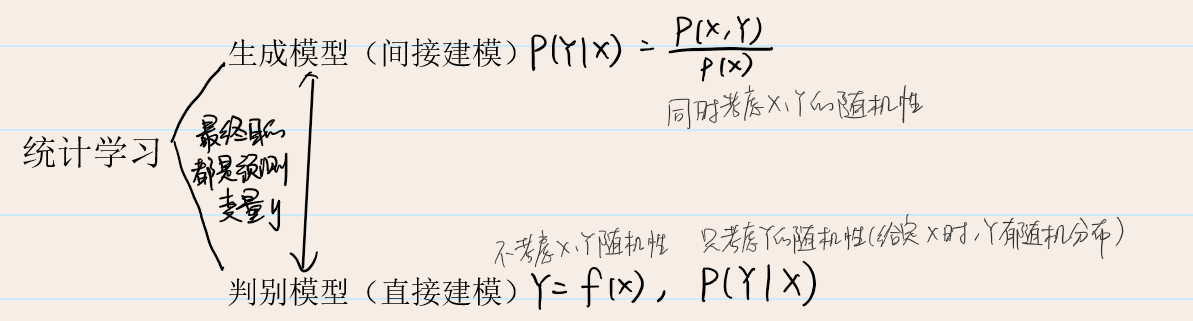 生成模型（间接建模）P(Y|X) = P(X,Y) / P(X)
同时考虑X、Y的随机性
统计学习
最终目的
都是预测
变量y
不考虑X、Y随机性 只考虑Y的随机性(给定X时,Y有随机分布)
判别模型（直接建模）Y= f(x), P(Y|X)